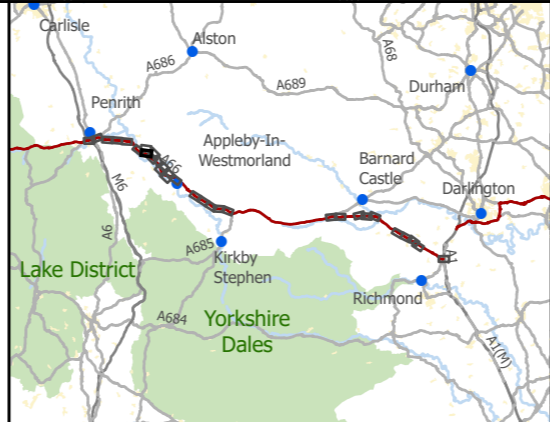 Carlisle
Alston
A686
A68
A689
Durham
Penrith
Appleby-In-
Westmorland
A66
Barnard
Castle
Darlington
M6
A6
A685
Kirkby
Stephen
A1
Lake District
Richmond
A684
Yorkshire
Dales
A1(M)